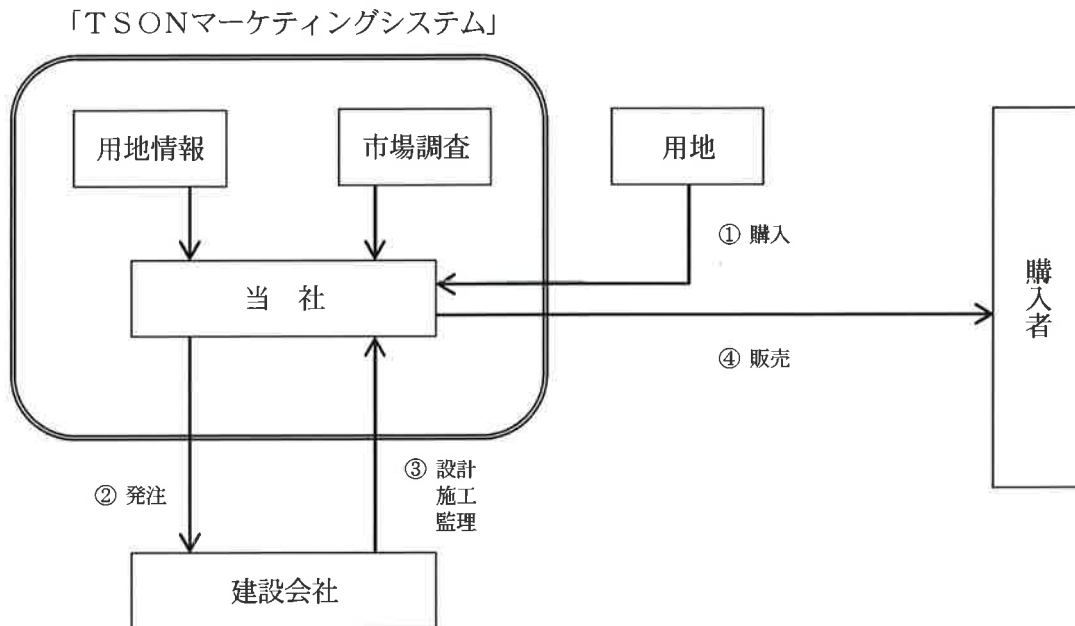 「TSONマーケティングシステム」
用地情報
市場調査
用地
① 購入
当 社
購入者
④ 販売
② 発注
③ 設計
施工
監理
建設会社